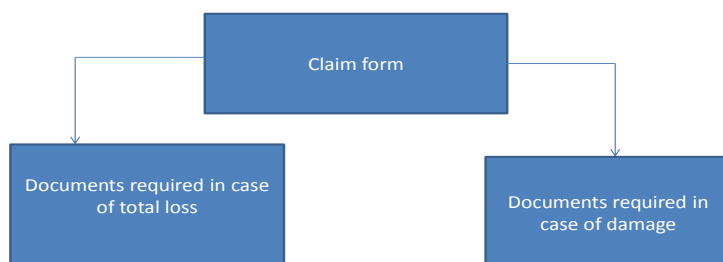 Claim form
Documents required in case
of total loss
Documents required in
case of damage